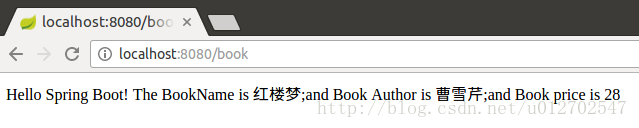 localhost:8080/boo
localhost:8080/book
Hello Spring Boot! The BookName is 红楼梦;and Book Author is 曹雪芹;and Book price is 28
http://blog.csdn.net/u012702547